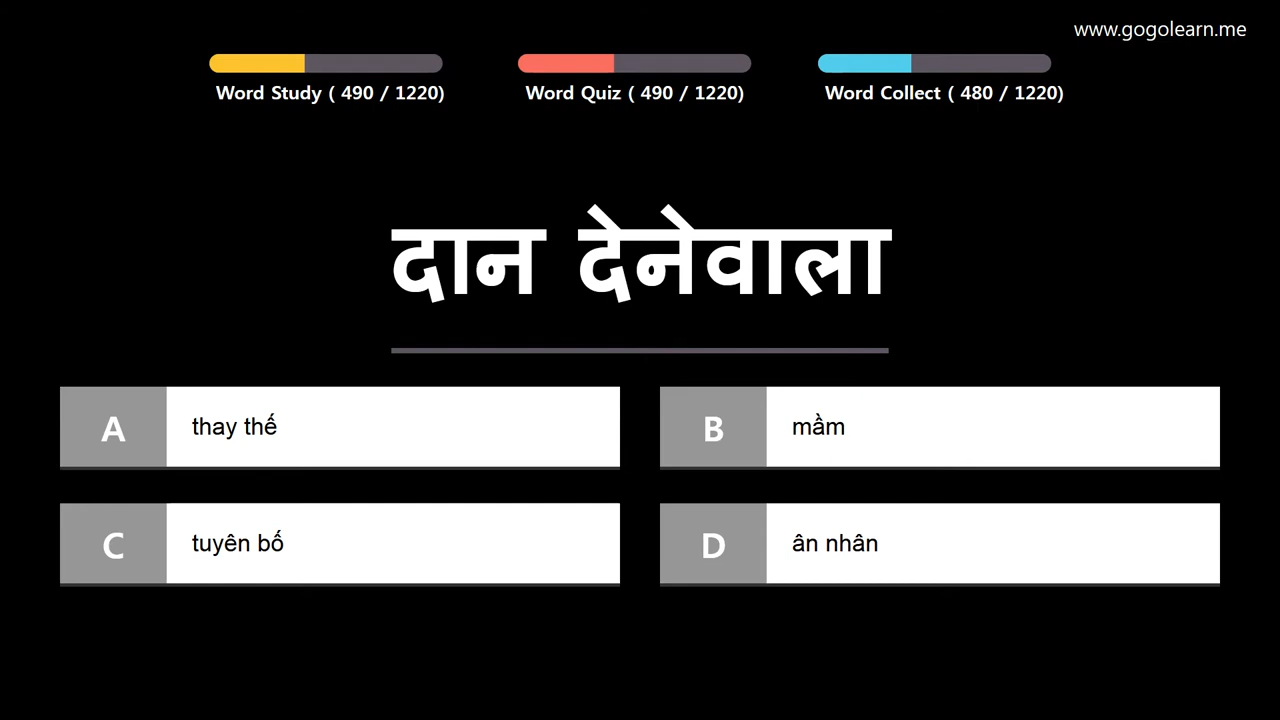 www.gogolearn.me
Word Study ( 490 / 1220)
Word Quiz ( 490 / 1220)
Word Collect ( 480 / 1220)
दान देनेवाला
A
thay thế
B
mầm
C
tuyên bố
D
ân nhân